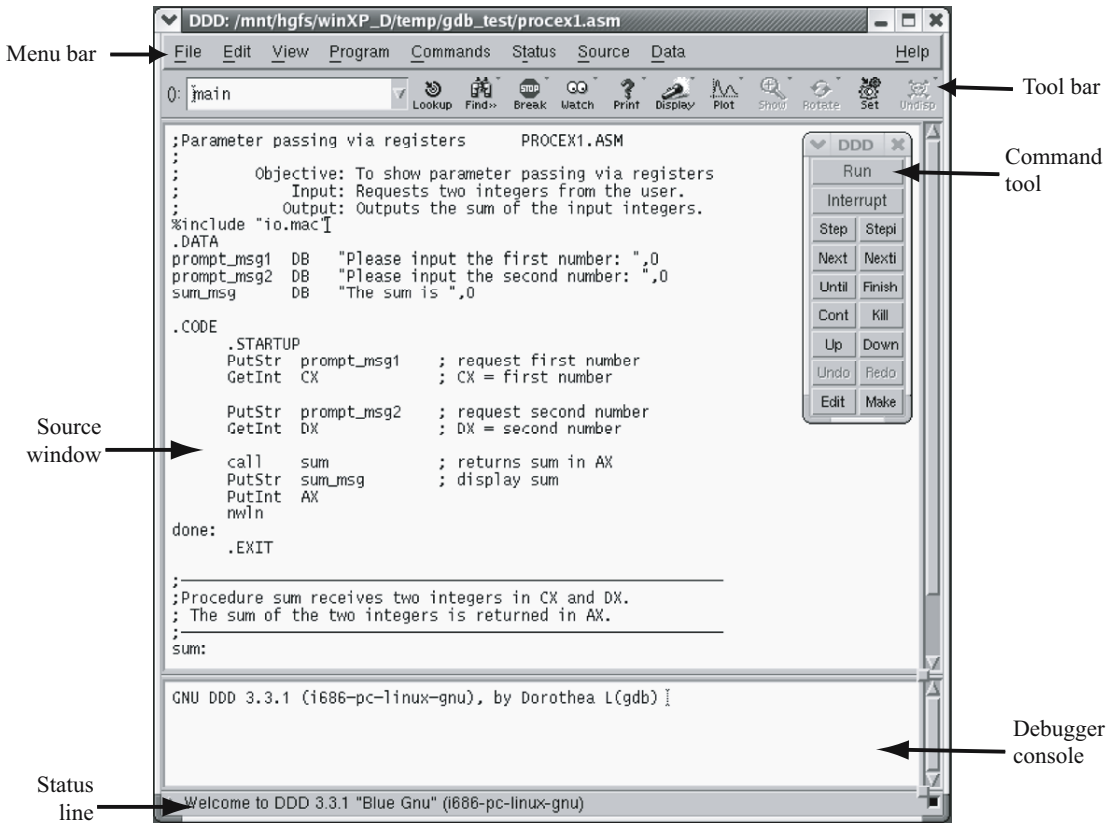 DDD: /mnt/hgfs/winXP_D/temp/gdb_test/procex1.asm
Menu bar
File Edit View Program Commands Status Source Data Help
(): main
Lookup Find» Break Watch Print Display Plot Show Rotate Set Undisp
STOP
Tool bar
;Parameter passing via registers PROCEX1.ASM
;
; Objective: To show parameter passing via registers
; Input: Requests two integers from the user.
; Output: Outputs the sum of the input integers.
%include "io.mac"
.DATA
prompt_msg1 DB "Please input the first number: ",0
prompt_msg2 DB "Please input the second number: ",0
sum_msg DB "The sum is ",0
.CODE
.STARTUP
PutStr prompt_msg1 ; request first number
GetInt CX ; CX = first number
PutStr prompt_msg2 ; request second number
GetInt DX ; DX = second number
call sum ; returns sum in AX
PutStr sum_msg ; display sum
PutInt AX
nwln
done:
.EXIT
;
;Procedure sum receives two integers in CX and DX.
; The sum of the two integers is returned in AX.
;
sum:
DDD
Run
Interrupt
Step Stepi
Next Nexti
Until Finish
Cont Kill
Up Down
Undo Redo
Edit Make
Command
tool
Source
window
GNU DDD 3.3.1 (i686-pc-linux-gnu), by Dorothea L(gdb)
Debugger
console
Status
line
Welcome to DDD 3.3.1 "Blue Gnu" (i686-pc-linux-gnu)